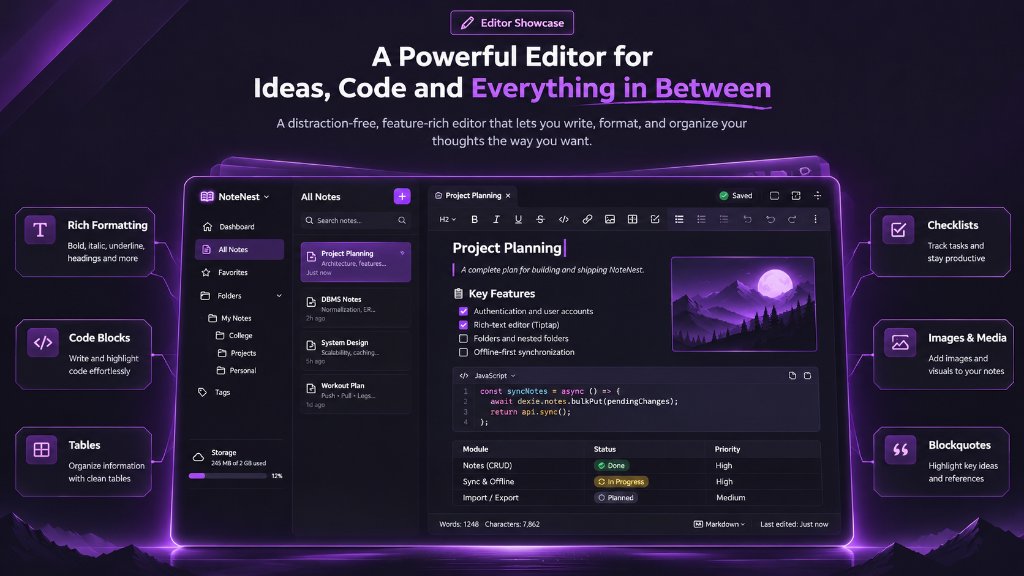 Editor Showcase
A Powerful Editor for
Ideas, Code and Everything in Between
A distraction-free, feature-rich editor that lets you write, format, and organize your
thoughts the way you want.
Rich Formatting
Bold, italic, underline,
headings and more
Code Blocks
Write and highlight
code effortlessly
Tables
Organize information
with clean tables
NoteNest
Dashboard
All Notes
Favorites
Folders
My Notes
College
Projects
Personal
Tags
Storage
245 MB of 2 GB used
12%
All Notes
Search notes...
Project Planning
Architecture, features...
Just now
DBMS Notes
Normalization, ER...
2h ago
System Design
Scalability, caching...
5h ago
Workout Plan
Push • Pull • Legs...
1d ago
Project Planning ×
Saved
H2 B I U S </>
Project Planning
A complete plan for building and shipping NoteNest.
Key Features
Authentication and user accounts
Rich-text editor (Tiptap)
Folders and nested folders
Offline-first synchronization
</> JavaScript
1 const syncNotes = async () => {
2 await dexie.notes.bulkPut(pendingChanges);
3 return api.sync();
4 };
Module Status Priority
Notes (CRUD) Done High
Sync & Offline In Progress High
Import / Export Planned Medium
Words: 1248 Characters: 7,862 Markdown Last edited: Just now
Checklists
Track tasks and
stay productive
Images & Media
Add images and
visuals to your notes
Blockquotes
Highlight key ideas
and references